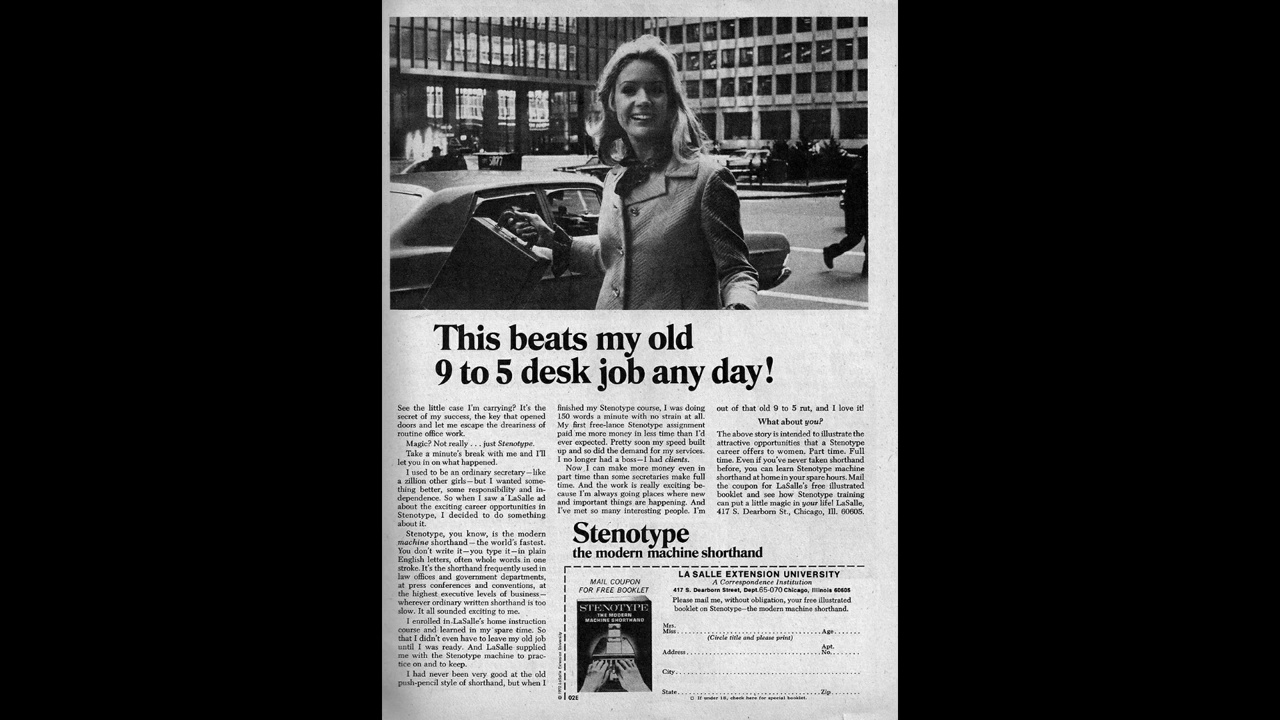 This beats my old
9 to 5 desk job any day!
See the little case I'm carrying? It's the
secret of my success, the key that opened
doors and let me escape the dreariness of
routine office work.
Magic? Not really . . . just Stenotype.
Take a minute's break with me and I'll
let you in on what happened.
I used to be an ordinary secretary—like
a zillion other girls—but I wanted some-
thing better, some responsibility and in-
dependence. So when I saw a LaSalle ad
about the exciting career opportunities in
Stenotype, I decided to do something
about it.
Stenotype, you know, is the modern
machine shorthand—the world's fastest.
You don't write it—you type it—in plain
English letters, often whole words in one
stroke. It's the shorthand frequently used in
law offices and government departments,
at press conferences and conventions, at
the highest executive levels of business—
wherever ordinary written shorthand is too
slow. It all sounded exciting to me.
I enrolled in LaSalle's home instruction
course and learned in my spare time. So
that I didn't even have to leave my old job
until I was ready. And LaSalle supplied
me with the Stenotype machine to prac-
tice on and to keep.
I had never been very good at the old
push-pencil style of shorthand, but when I
finished my Stenotype course, I was doing
150 words a minute with no strain at all.
My first free-lance Stenotype assignment
paid me more money in less time than I'd
ever expected. Pretty soon my speed built
up and so did the demand for my services.
I no longer had a boss—I had clients.
Now I can make more money even in
part time than some secretaries make full
time. And the work is really exciting be-
cause I'm always going places where new
and important things are happening. And
I've met so many interesting people. I'm
out of that old 9 to 5 rut, and I love it!
What about you?
The above story is intended to illustrate the
attractive opportunities that a Stenotype
career offers to women. Part time. Full
time. Even if you've never taken shorthand
before, you can learn Stenotype machine
shorthand at home in your spare hours. Mail
the coupon for LaSalle's free illustrated
booklet and see how Stenotype training
can put a little magic in your life! LaSalle,
417 S. Dearborn St., Chicago, Ill. 60605.
Stenotype
the modern machine shorthand
MAIL COUPON
FOR FREE BOOKLET
STENOTYPE
THE MODERN
MACHINE SHORTHAND
LA SALLE EXTENSION UNIVERSITY
A Correspondence Institution
417 S. Dearborn Street, Dept. 65-070 Chicago, Illinois 60605
Please mail me, without obligation, your free illustrated
booklet on Stenotype—the modern machine shorthand.
Mrs.
Miss Age
(Circle title and please print)
Address Apt. No.
City
State Zip
□ If under 18, check here for special booklet.